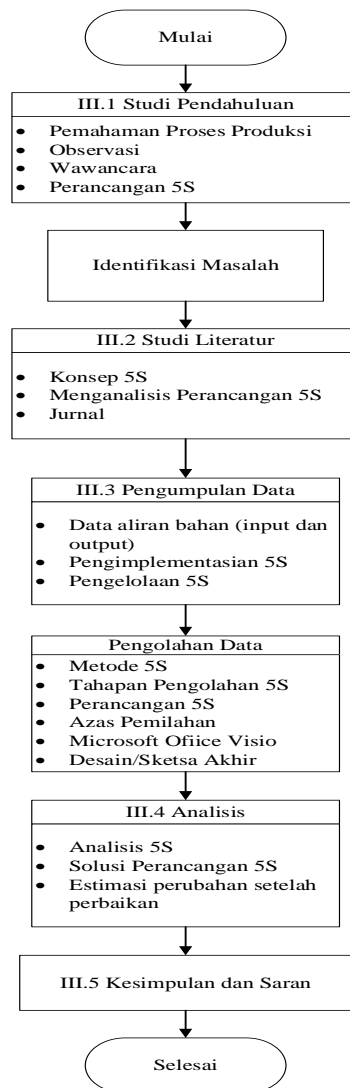 Mulai
III.1 Studi Pendahuluan
• Pemahaman Proses Produksi
• Observasi
• Wawancara
• Perancangan 5S
Identifikasi Masalah
III.2 Studi Literatur
• Konsep 5S
• Menganalisis Perancangan 5S
• Jurnal
III.3 Pengumpulan Data
• Data aliran bahan (input dan
output)
• Pengimplementasian 5S
• Pengelolaan 5S
Pengolahan Data
• Metode 5S
• Tahapan Pengolahan 5S
• Perancangan 5S
• Azas Pemilahan
• Microsoft Ofiice Visio
• Desain/Sketsa Akhir
III.4 Analisis
• Analisis 5S
• Solusi Perancangan 5S
• Estimasi perubahan setelah
perbaikan
III.5 Kesimpulan dan Saran
Selesai